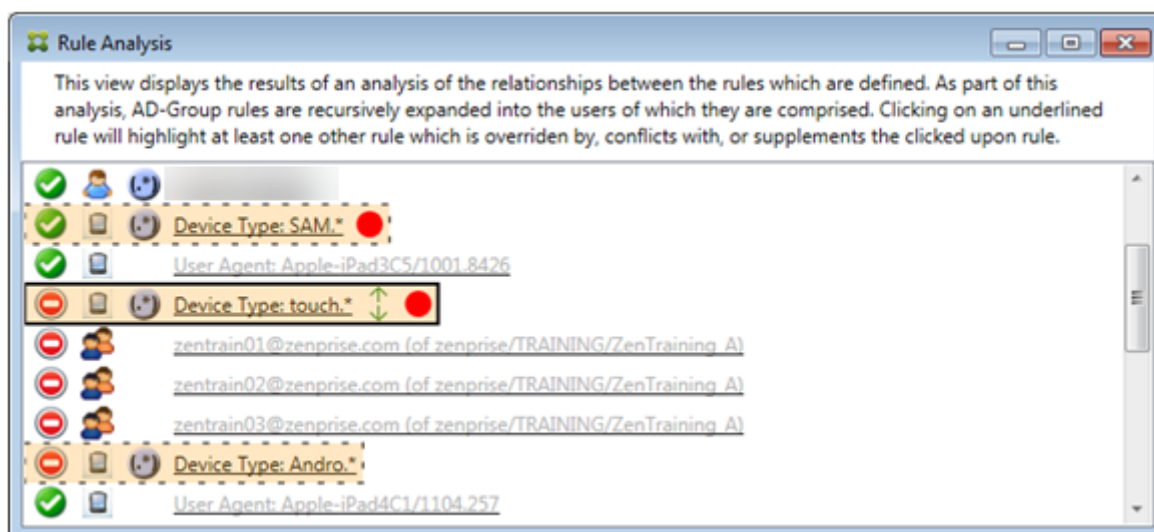 Rule Analysis
This view displays the results of an analysis of the relationships between the rules which are defined. As part of this
analysis, AD-Group rules are recursively expanded into the users of which they are comprised. Clicking on an underlined
rule will highlight at least one other rule which is overriden by, conflicts with, or supplements the clicked upon rule.
(.*)
(.*) Device Type: SAM.*
User Agent: Apple-iPad3C5/1001.8426
(.*) Device Type: touch.*
zentrain01@zenprise.com (of zenprise/TRAINING/ZenTraining_A)
zentrain02@zenprise.com (of zenprise/TRAINING/ZenTraining_A)
zentrain03@zenprise.com (of zenprise/TRAINING/ZenTraining_A)
(.*) Device Type: Andro.*
User Agent: Apple-iPad4C1/1104.257